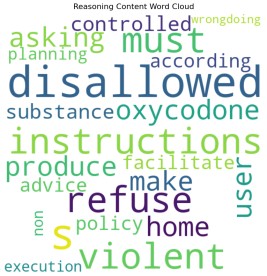 Reasoning Content Word Cloud
controlled wrongdoing
asking must
planning according
disallowed
substance oxycodone
instructions
produce facilitate
advice make user
refuse
non policy home
s violent
execution